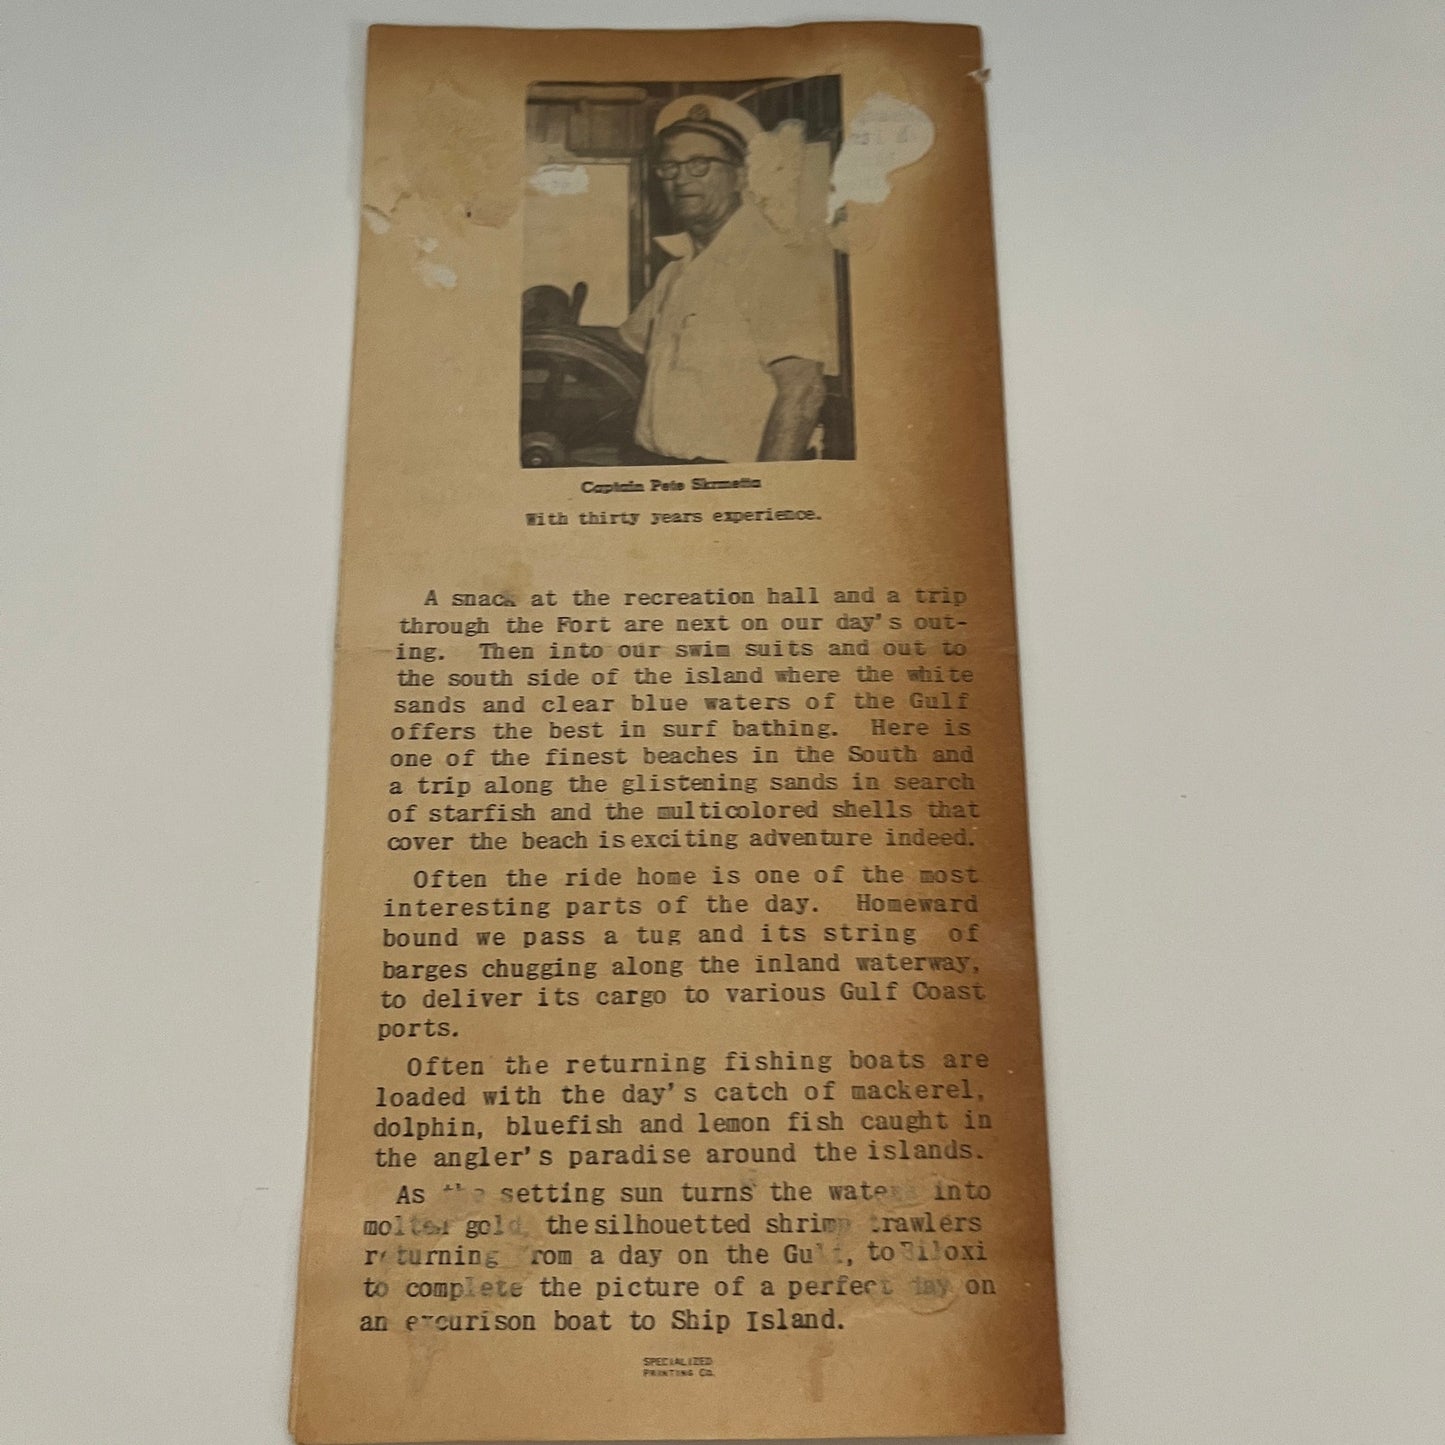 Captain Pete Skrmetta
With thirty years experience.
A snack at the recreation hall and a trip
through the Fort are next on our day's out-
ing. Then into our swim suits and out to
the south side of the island where the white
sands and clear blue waters of the Gulf
offers the best in surf bathing. Here is
one of the finest beaches in the South and
a trip along the glistening sands in search
of starfish and the multicolored shells that
cover the beach is exciting adventure indeed.
Often the ride home is one of the most
interesting parts of the day. Homeward
bound we pass a tug and its string of
barges chugging along the inland waterway,
to deliver its cargo to various Gulf Coast
ports.
Often the returning fishing boats are
loaded with the day's catch of mackerel,
dolphin, bluefish and lemon fish caught in
the angler's paradise around the islands.
As the setting sun turns the waters into
molten gold, the silhouetted shrimp trawlers
returning from a day on the Gulf, to Biloxi
to complete the picture of a perfect day on
an excurison boat to Ship Island.
SPECIALIZED
PRINTING CO.